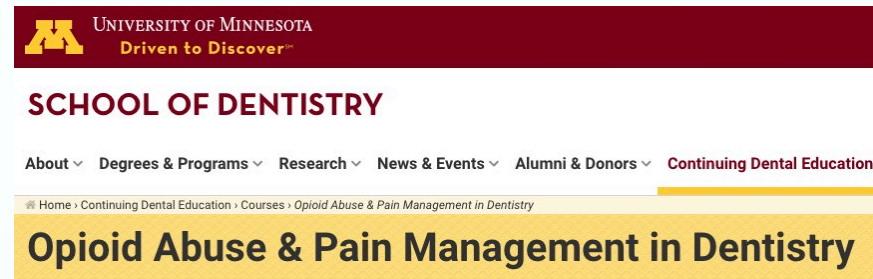 UNIVERSITY OF MINNESOTA
Driven to Discover℠
SCHOOL OF DENTISTRY
About Degrees & Programs Research News & Events Alumni & Donors Continuing Dental Education
Home › Continuing Dental Education › Courses › Opioid Abuse & Pain Management in Dentistry
Opioid Abuse & Pain Management in Dentistry